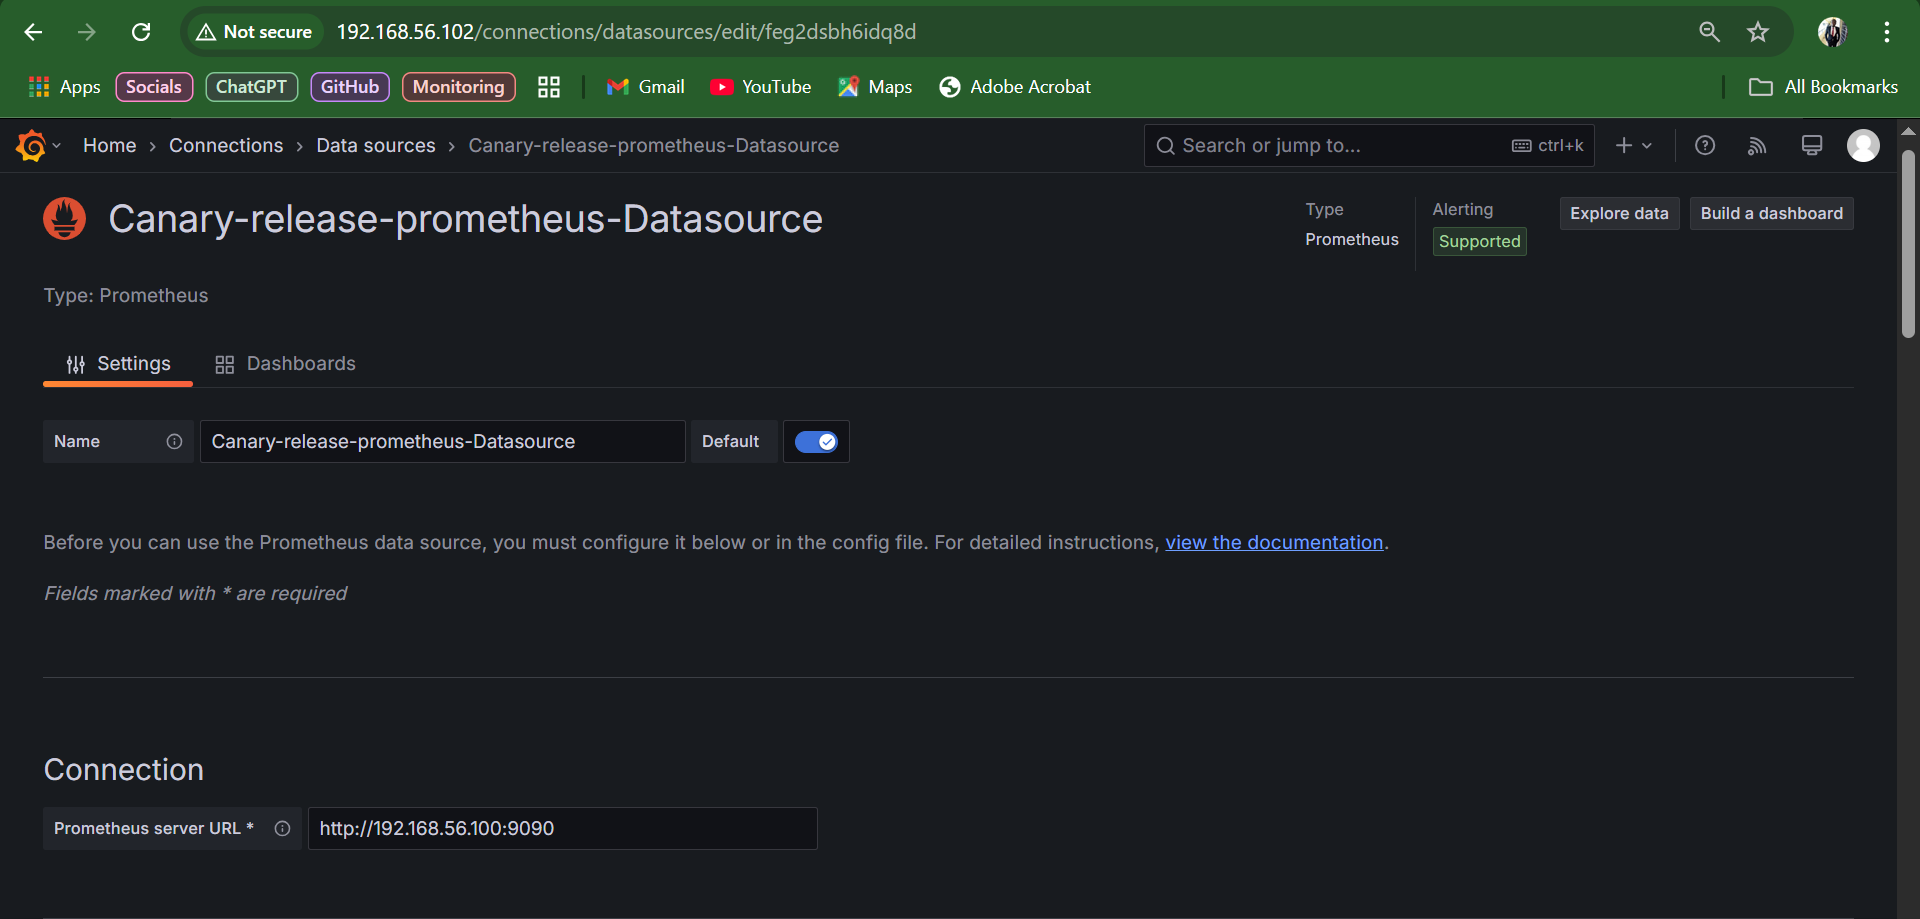 Not secure 192.168.56.102/connections/datasources/edit/feg2dsbh6idq8d
Apps Socials ChatGPT GitHub Monitoring Gmail YouTube Maps Adobe Acrobat All Bookmarks
Home › Connections › Data sources › Canary-release-prometheus-Datasource Search or jump to... ctrl+k
Canary-release-prometheus-Datasource
Type
Prometheus
Alerting
Supported
Explore data Build a dashboard
Type: Prometheus
Settings Dashboards
Name Canary-release-prometheus-Datasource Default
Before you can use the Prometheus data source, you must configure it below or in the config file. For detailed instructions, view the documentation.
Fields marked with * are required
Connection
Prometheus server URL * http://192.168.56.100:9090